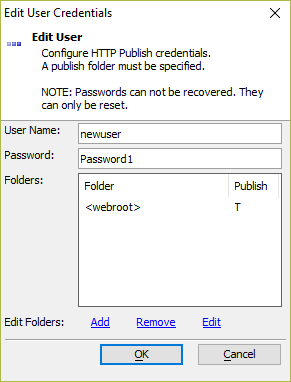 Edit User Credentials
Edit User
Configure HTTP Publish credentials.
A publish folder must be specified.
NOTE: Passwords can not be recovered. They
can only be reset.
User Name: newuser
Password: Password1
Folders:
Folder Publish
<webroot> T
Edit Folders: Add Remove Edit
OK Cancel